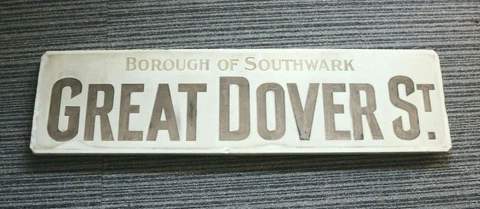 BOROUGH OF SOUTHWARK
GREAT DOVER ST.